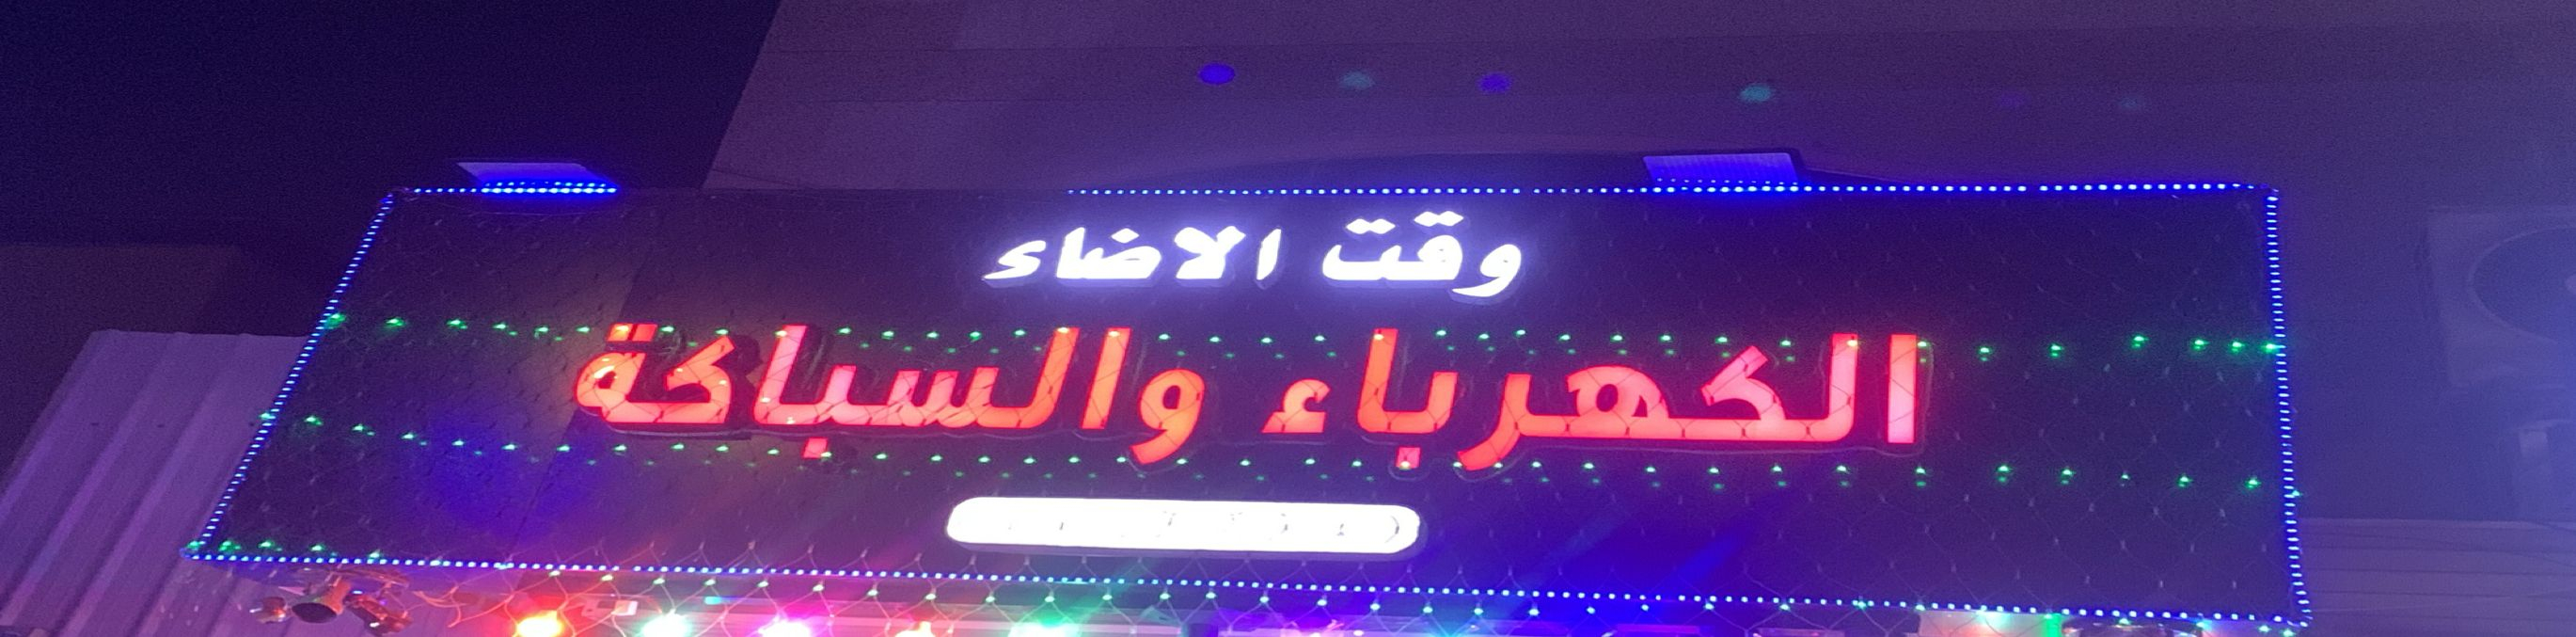 وقت الاضاء
الكهرباء والسباكة